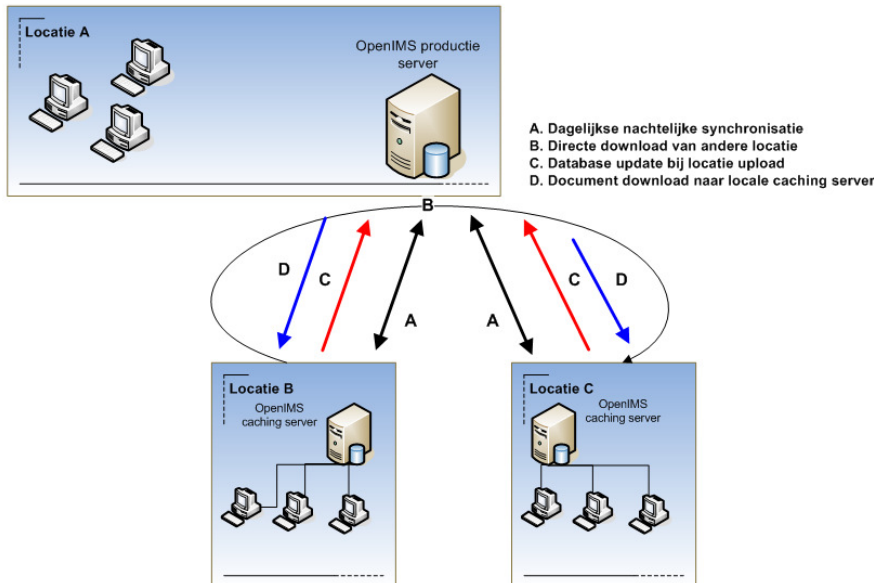 Locatie A
OpenIMS productie
server
A. Dagelijkse nachtelijke synchronisatie
B. Directe download van andere locatie
C. Database update bij locatie upload
D. Document download naar locale caching server
B
D
C
A
A
C
D
Locatie B
OpenIMS
caching server
Locatie C
OpenIMS
caching server